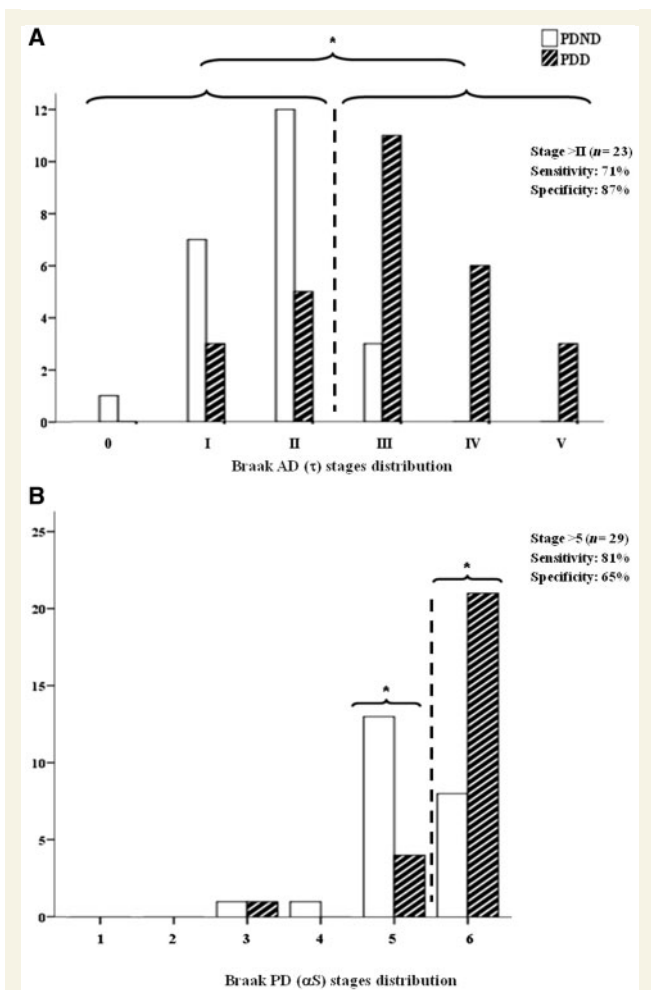 A
*
PDND
PDD
12
10
8
6
4
2
0
Stage >II (n= 23)
Sensitivity: 71%
Specificity: 87%
0 I II III IV V
Braak AD (τ) stages distribution
B
25
20
15
10
5
0
Stage >5 (n= 29)
Sensitivity: 81%
Specificity: 65%
*
*
1 2 3 4 5 6
Braak PD (αS) stages distribution